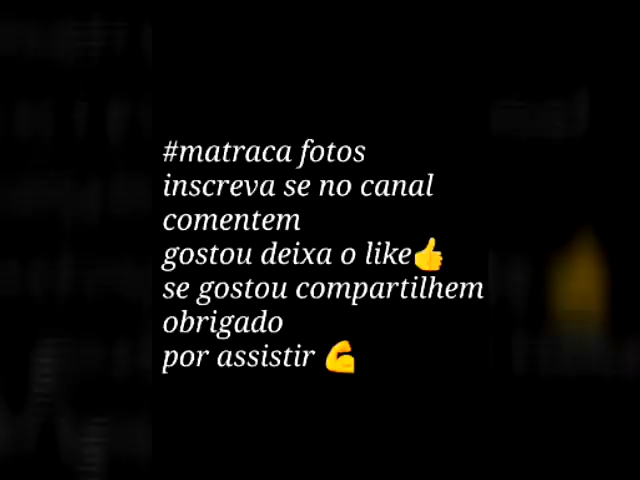 #matraca fotos
inscreva se no canal
comentem
gostou deixa o like👍
se gostou compartilhem
obrigado
por assistir 💪